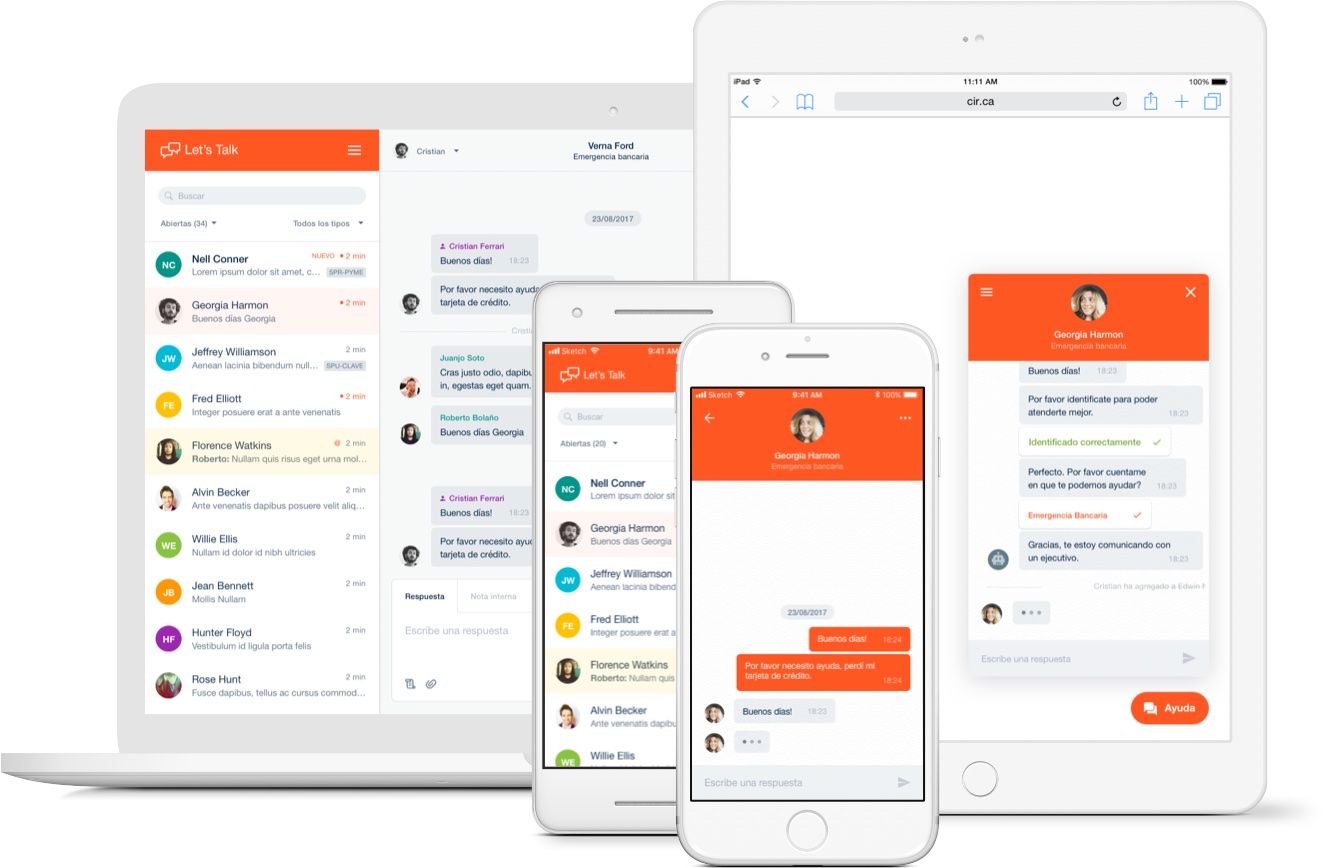 Let's Talk
Buscar
Abiertas (34)
Todos los tipos
NC
Nell Conner
NUEVO
2 min
Lorem ipsum dolor sit amet, c...
SPR-PYME
Georgia Harmon
2 min
Buenos días Georgia
JW
Jeffrey Williamson
2 min
Aenean lacinia bibendum null...
SPU-CLAVE
FE
Fred Elliott
2 min
Integer posuere erat a ante venenatis
Florence Watkins
2 min
Roberto: Nullam quis risus eget urna mol...
Alvin Becker
2 min
Ante venenatis dapibus posuere velit aliq...
WE
Willie Ellis
2 min
Nullam id dolor id nibh ultricies
JB
Jean Bennett
2 min
Mollis Nullam
HF
Hunter Floyd
2 min
Vestibulum id ligula porta felis
Rose Hunt
2 min
Fusce dapibus, tellus ac cursus commod...
Cristian
Verna Ford
Emergencia bancaria
23/08/2017
Cristian Ferrari
Buenos días! 18:23
Por favor necesito ayuda
tarjeta de crédito.
Juanjo Soto
Cras justo odio, dapibu
in, egestas eget quam.
Roberto Bolaño
Buenos días Georgia
Cristian Ferrari
Buenos días! 18:23
Por favor necesito ayu
tarjeta de crédito.
Respuesta
Nota interna
Escribe una respuesta
Sketch
9:41 AM
Let's Talk
Buscar
Abiertas (20)
NC
Nell Conner
Lorem ipsum dolor sit
Georgia Harmon
Buenos días Georgia
JW
Jeffrey Williamson
Aenean lacinia bibend
FE
Fred Elliott
Integer posuere erat a
Florence Watkins
Roberto: Nullam quis
Alvin Becker
Ante venenatis dapibu
WE
Willie Ellis
Sketch
9:41 AM
100%
Georgia Harmon
Emergencia bancaria
23/08/2017
Buenos días! 18:24
Por favor necesito ayuda, perdí mi
tarjeta de crédito.
18:24
Buenos días! 18:23
Escribe una respuesta
iPad
11:11 AM
100%
cir.ca
Georgia Harmon
Emergencia bancaria
Buenos días! 18:23
Por favor identificate para poder
atenderte mejor.
18:23
Identificado correctamente
Perfecto. Por favor cuentame
en que te podemos ayudar? 18:23
Emergencia Bancaria
Gracias, te estoy comunicando con
un ejecutivo.
18:23
Cristian ha agregado a Edwin
Escribe una respuesta
Ayuda